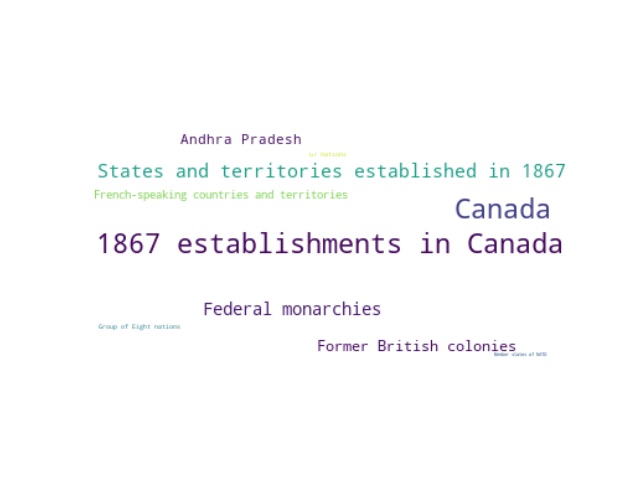 Andhra Pradesh
States and territories established in 1867
French-speaking countries and territories
Canada
1867 establishments in Canada
Federal monarchies
Group of Eight nations
Former British colonies
Member states of NATO